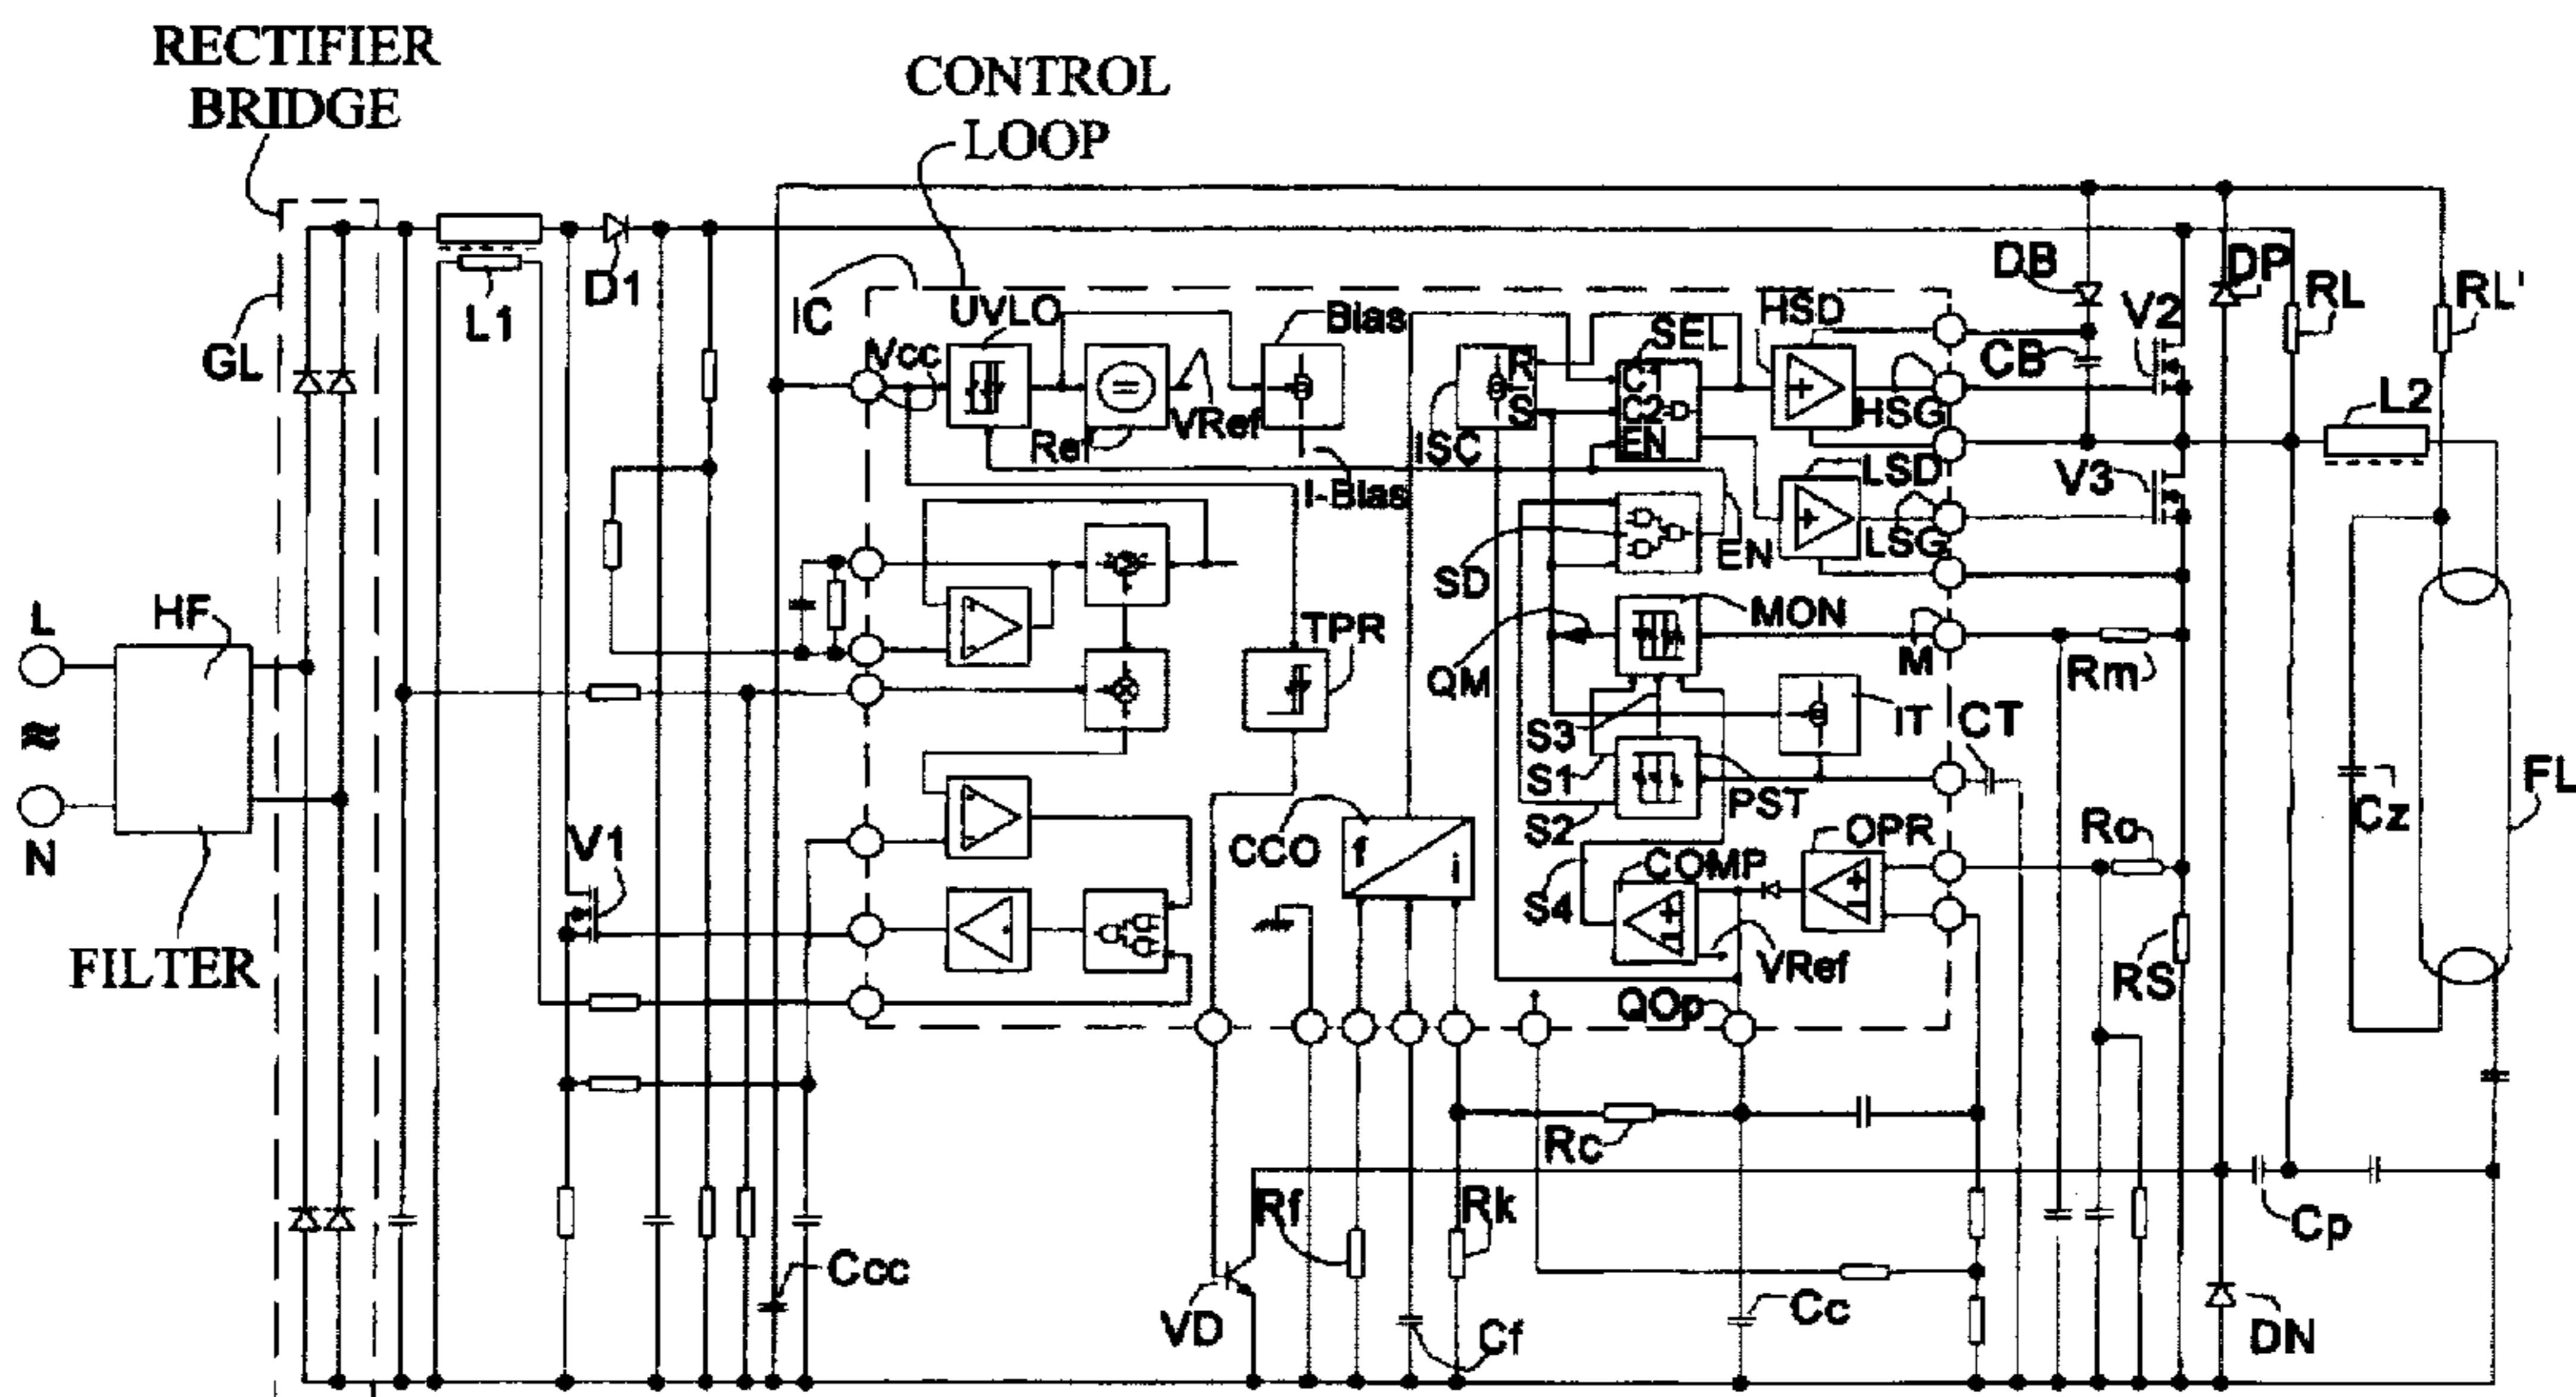 RECTIFIER
BRIDGE
CONTROL
LOOP
GL
L1
D1
IC
UVLO
Vcc
Ref
VRef
Bias
I-Bias
ISC
R
S
SEL
C1
C2
EN
HSD
HSG
LSD
LSG
DB
CB
V2
DP
RL
RL'
L2
V3
SD
EN
MON
QM
M
Rm
TPR
IT
CT
S3
S1
S2
PST
S4
COMP
OPR
VRef
Ro
RS
Cz
FL
L
≈
N
HF
FILTER
V1
CCO
f
i
QOp
Rc
Rf
Rk
Cp
Ccc
VD
Cf
Cc
DN